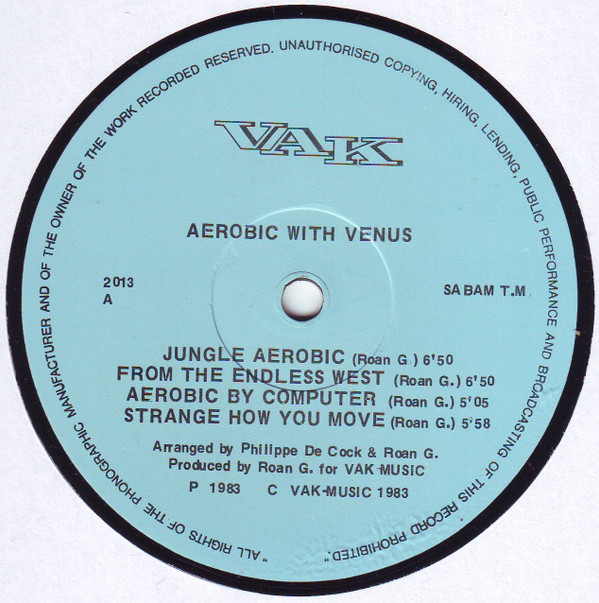 "ALL RIGHTS OF THE PHONOGRAPHIC MANUFACTURER AND OF THE OWNER OF THE WORK RECORDED RESERVED. UNAUTHORISED COPYING, HIRING, LENDING, PUBLIC PERFORMANCE AND BROADCASTING OF THIS RECORD PROHIBITED."
VAK
AEROBIC WITH VENUS
2013
A
SABAM T.M
JUNGLE AEROBIC (Roan G.) 6'50
FROM THE ENDLESS WEST (Roan G.) 6'50
AEROBIC BY COMPUTER (Roan G.) 5'05
STRANGE HOW YOU MOVE (Roan G.) 5'58
Arranged by Philippe De Cock & Roan G.
Produced by Roan G. for VAK-MUSIC
P 1983 C VAK-MUSIC 1983